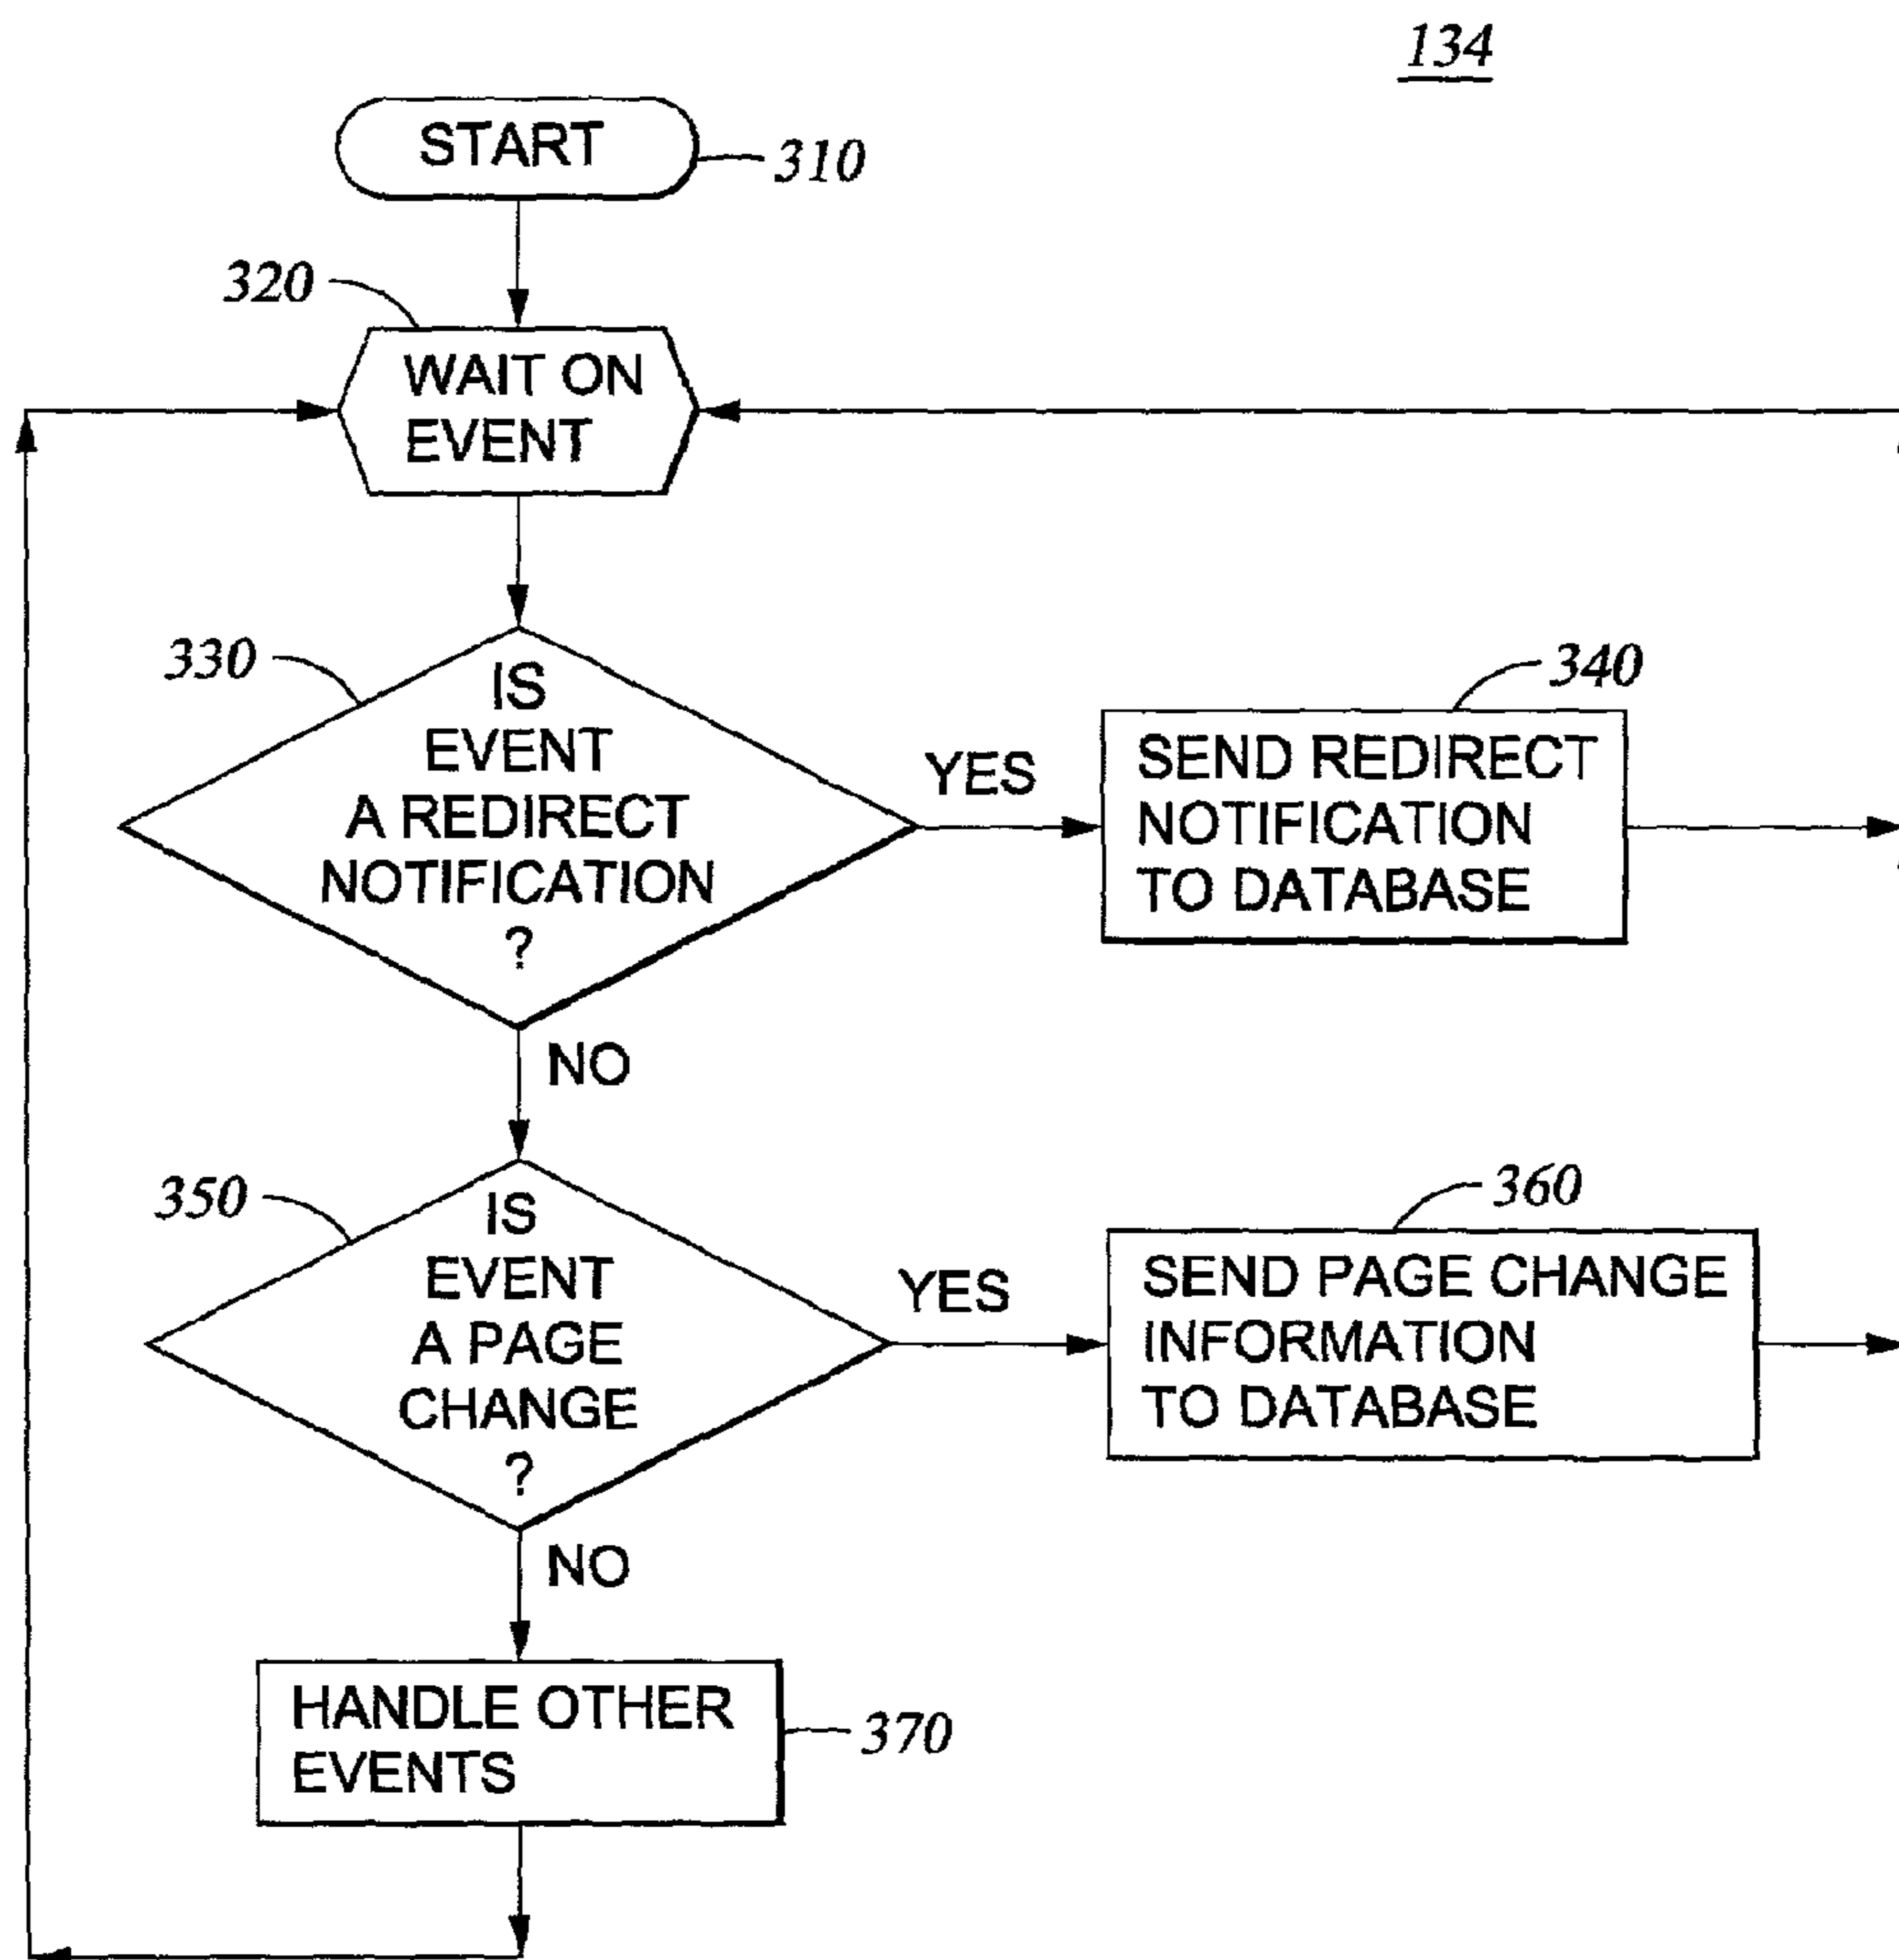 134
START
310
320
WAIT ON
EVENT
330
IS
EVENT
A REDIRECT
NOTIFICATION
?
YES
340
SEND REDIRECT
NOTIFICATION
TO DATABASE
NO
350
IS
EVENT
A PAGE
CHANGE
?
YES
360
SEND PAGE CHANGE
INFORMATION
TO DATABASE
NO
HANDLE OTHER
EVENTS
370